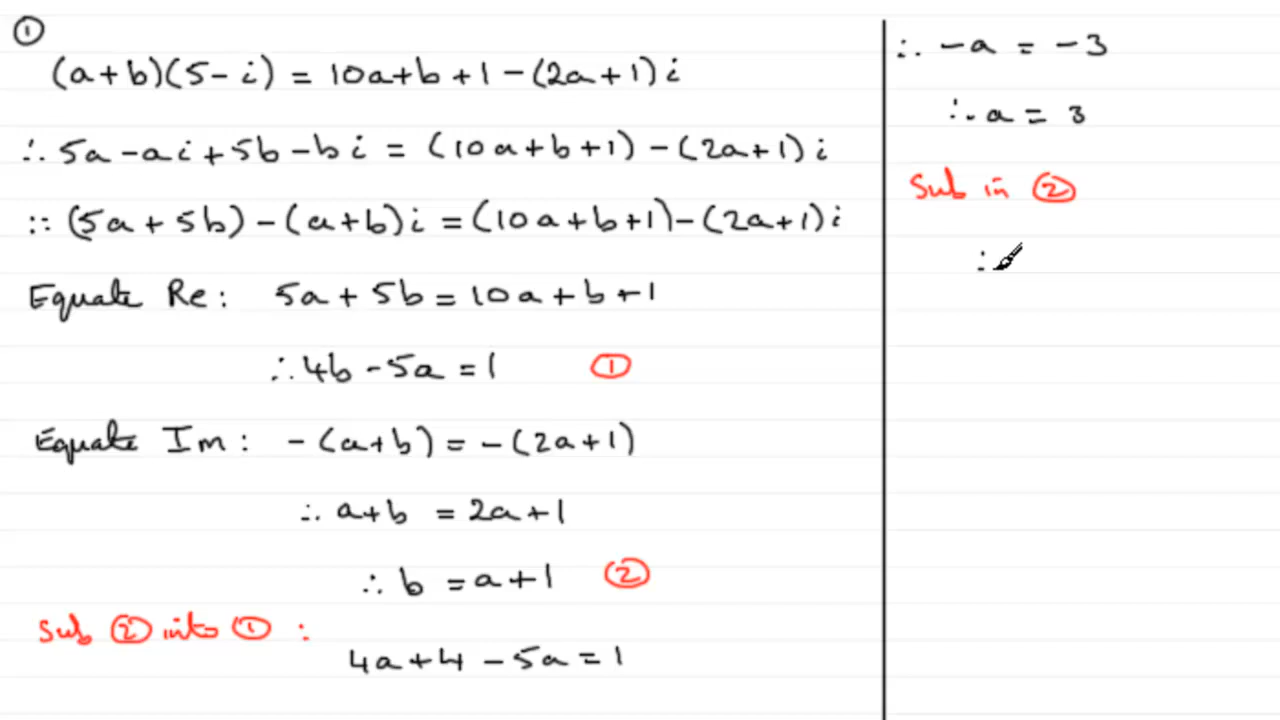 ①
(a+b)(5-i) = 10a+b+1-(2a+1)i
∴ 5a-ai+5b-bi = (10a+b+1)-(2a+1)i
∷ (5a+5b)-(a+b)i = (10a+b+1)-(2a+1)i
Equate Re: 5a+5b = 10a+b+1
∴ 4b-5a = 1 ①
Equate Im: -(a+b) = -(2a+1)
∴ a+b = 2a+1
∴ b = a+1 ②
Sub ② into ① :
4a+4-5a = 1
∴ -a = -3
∴ a = 3
Sub in ②
: